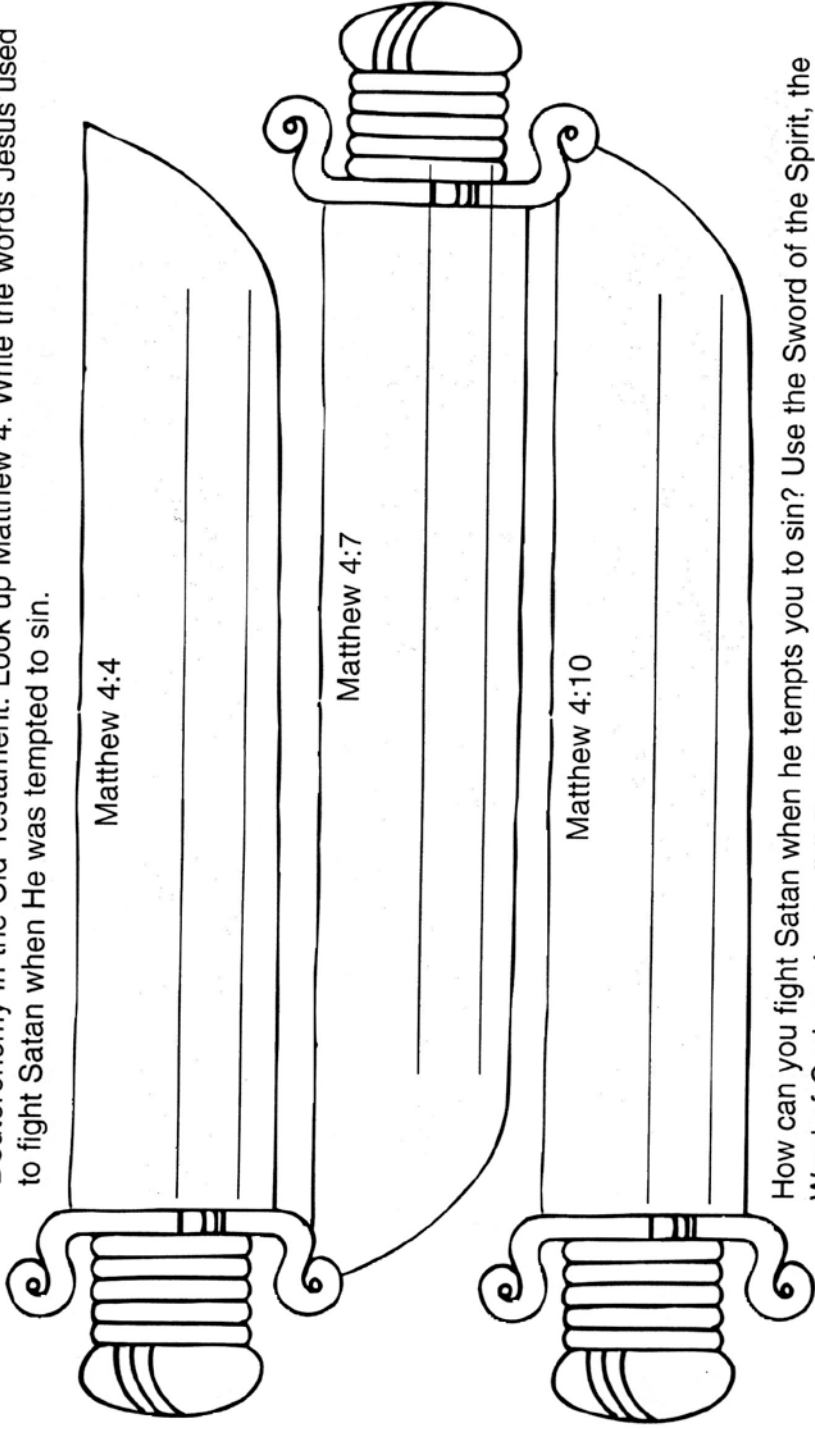 Deuteronomy in the Old Testament. Look up Matthew 4. Write the words Jesus used
to fight Satan when He was tempted to sin.
Matthew 4:4
Matthew 4:7
Matthew 4:10
How can you fight Satan when he tempts you to sin? Use the Sword of the Spirit, the